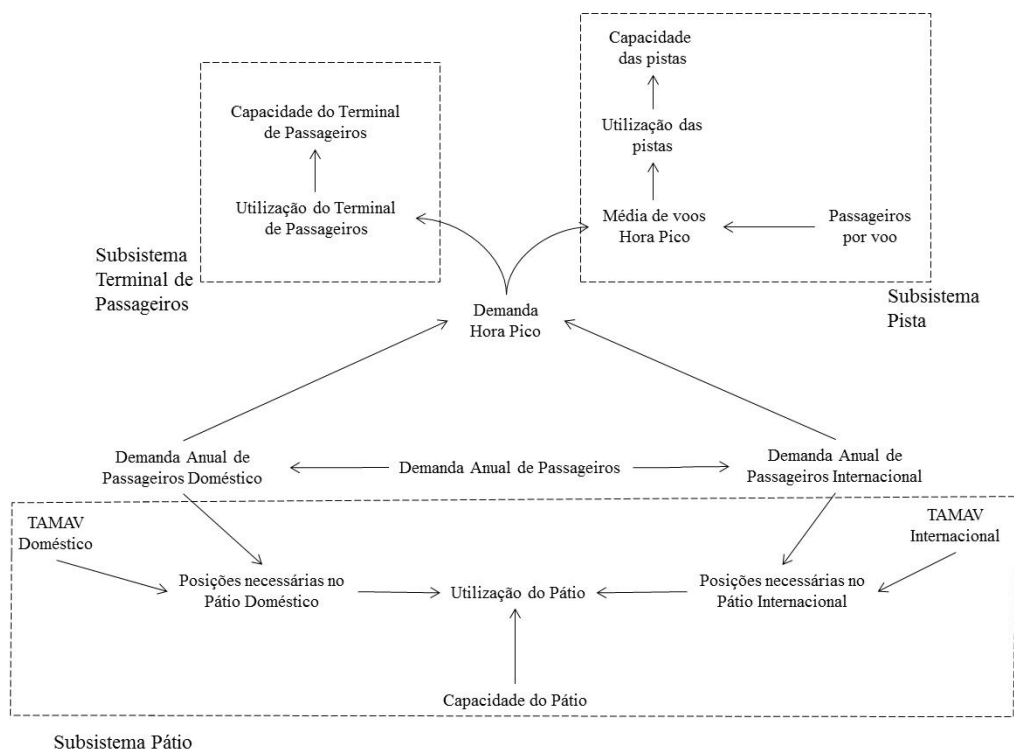 Capacidade
das pistas
Capacidade do Terminal
de Passageiros
Utilização das
pistas
Utilização do Terminal
de Passageiros
Média de voos
Hora Pico
Passageiros
por voo
Subsistema
Terminal de
Passageiros
Subsistema
Pista
Demanda
Hora Pico
Demanda Anual de
Passageiros Doméstico
Demanda Anual de Passageiros
Demanda Anual de
Passageiros Internacional
TAMAV
Doméstico
TAMAV
Internacional
Posições necessárias no
Pátio Doméstico
Utilização do Pátio
Posições necessárias no
Pátio Internacional
Capacidade do Pátio
Subsistema Pátio